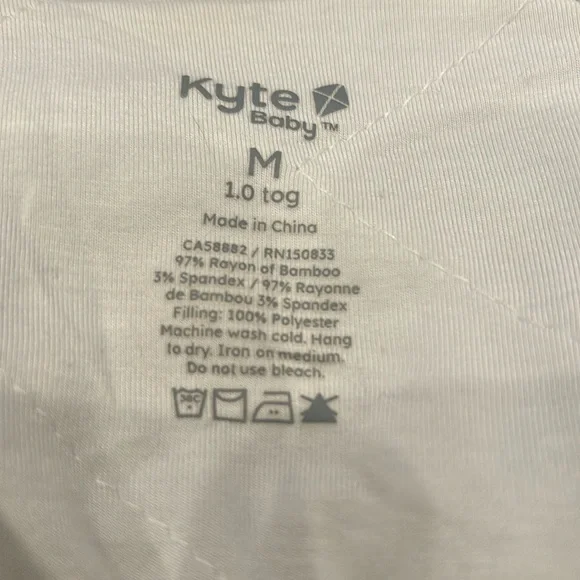 Kyte
Baby™
M
1.0 tog
Made in China
CA58882 / RN150833
97% Rayon of Bamboo
3% Spandex / 97% Rayonne
de Bambou 3% Spandex
Filling: 100% Polyester
Machine wash cold. Hang
to dry. Iron on medium.
Do not use bleach.
30C